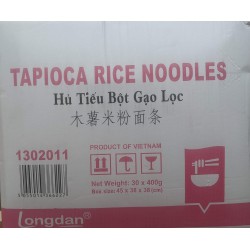 TAPIOCA RICE NOODLES
Hủ Tiếu Bột Gạo Lọc
木薯米粉面条
1302011
PRODUCT OF VIETNAM
Net Weight: 30 x 400g
Longdan